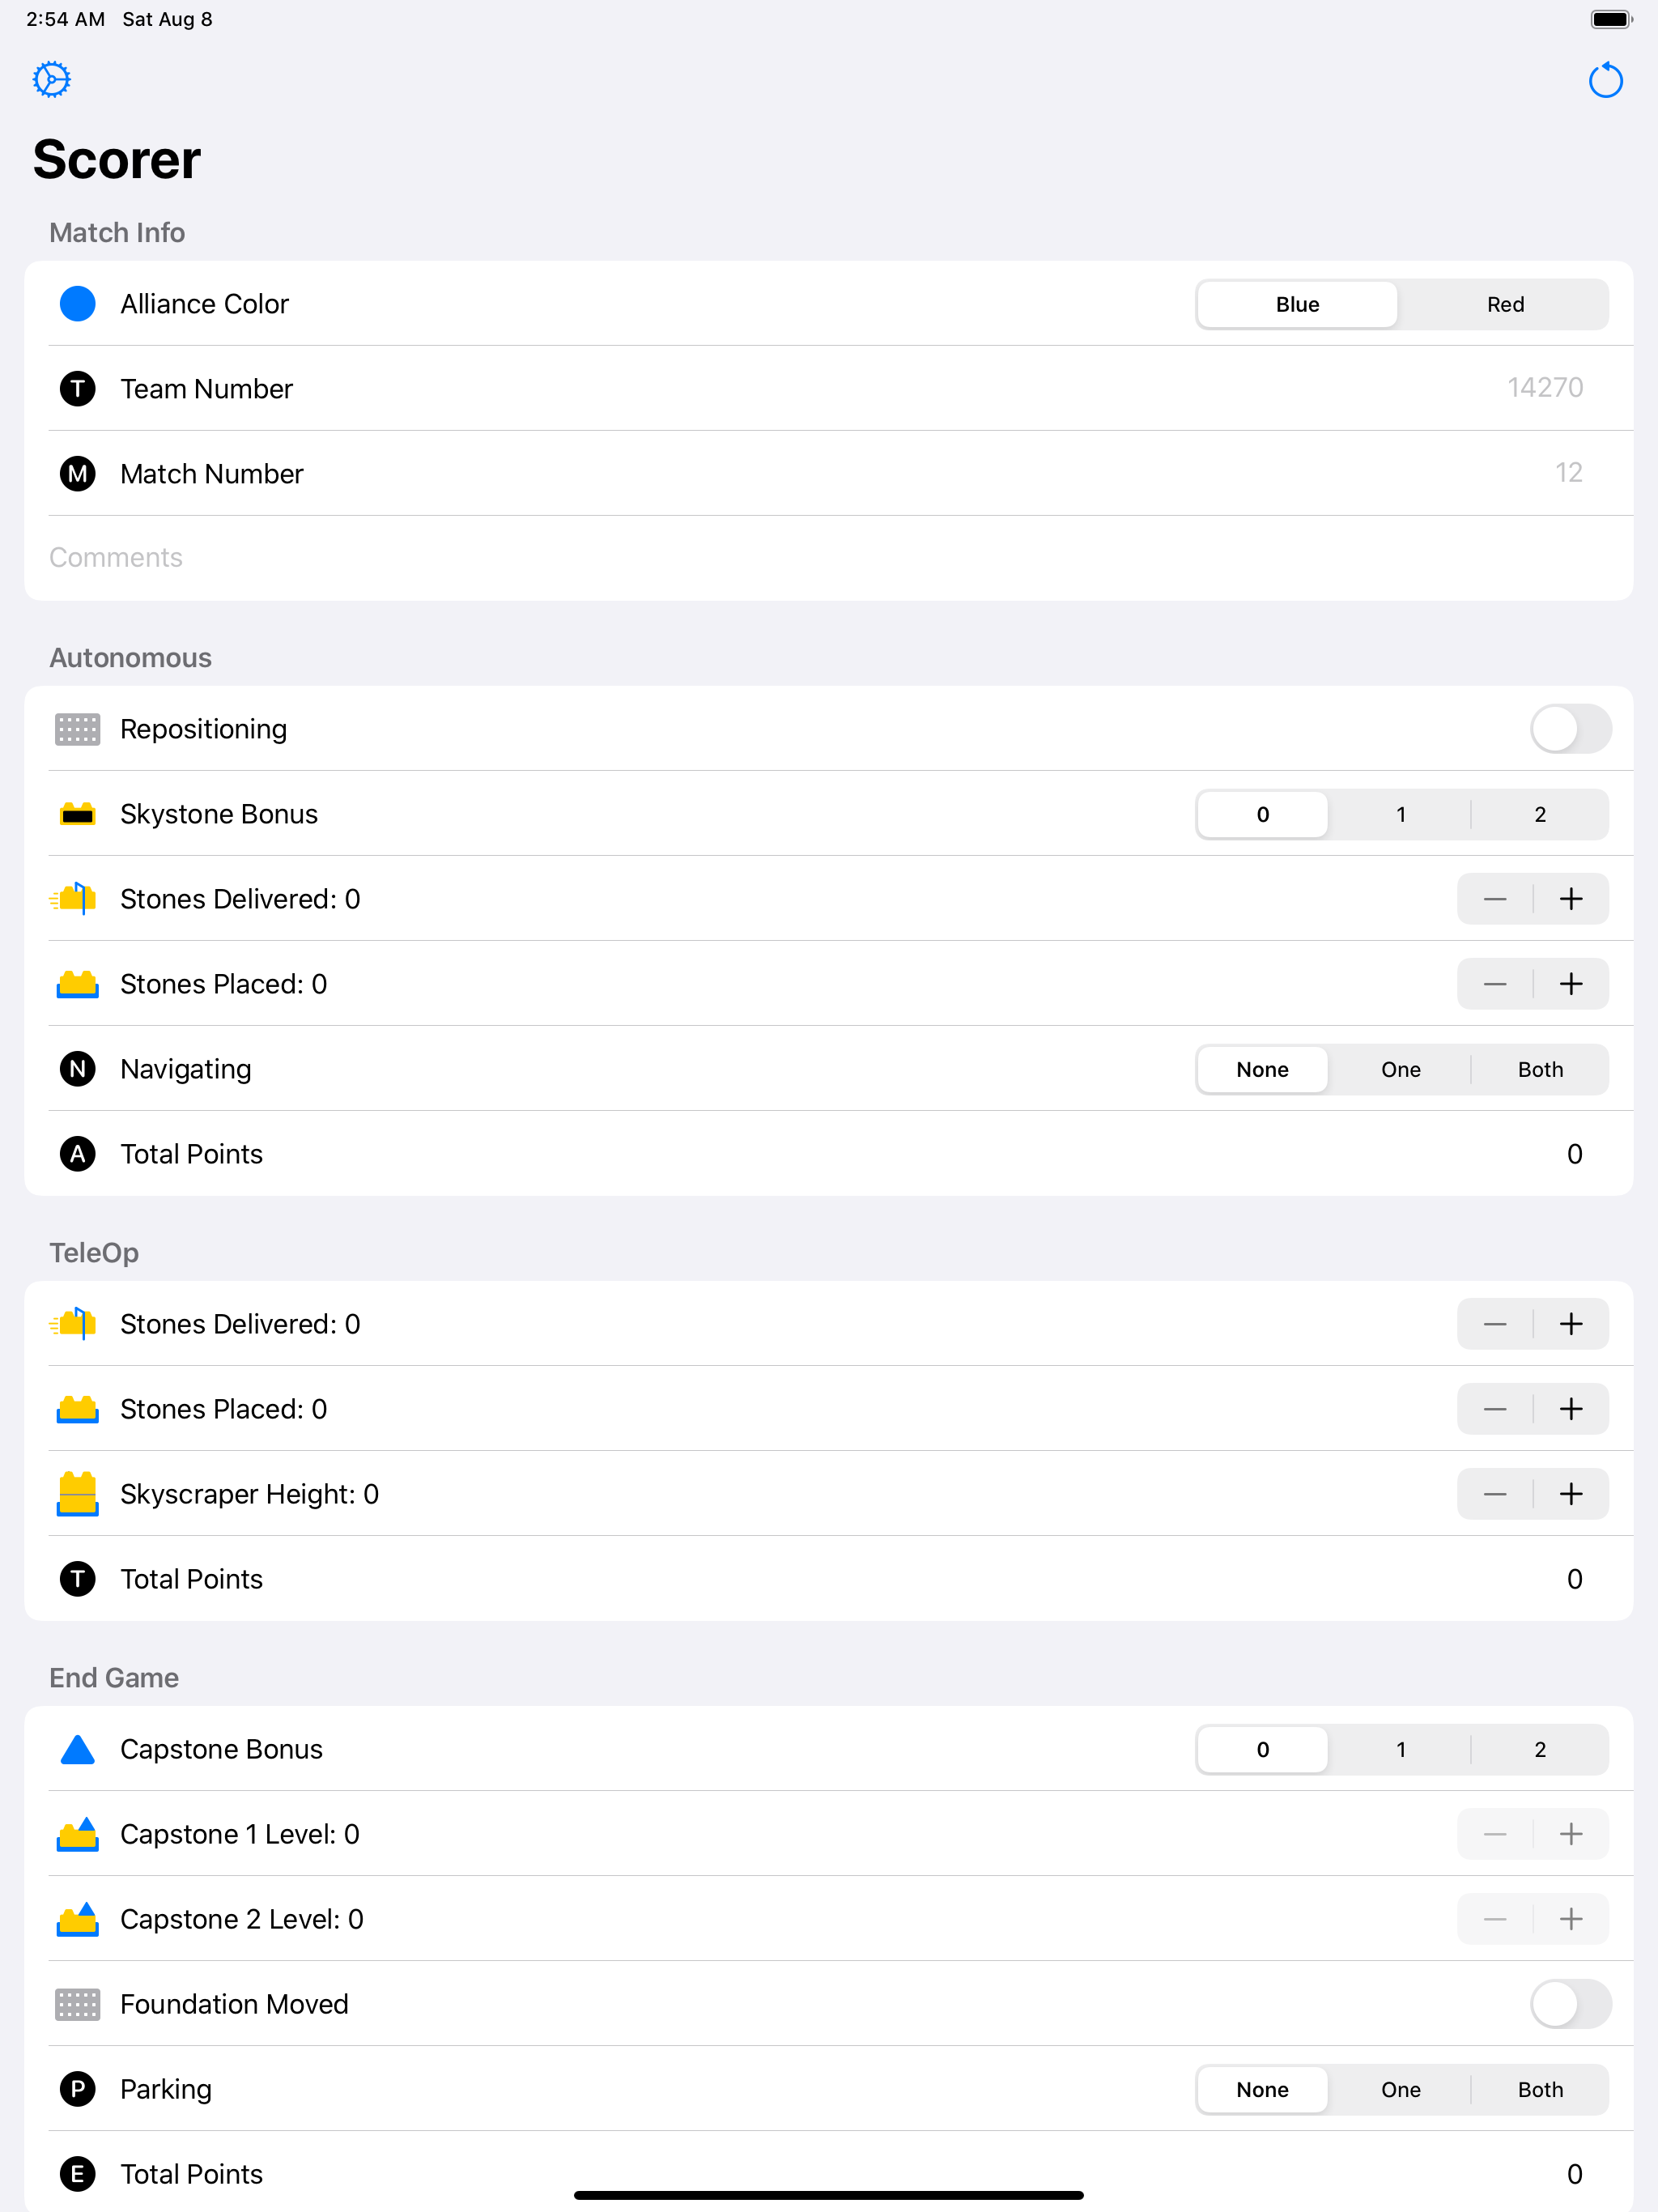 2:54 AM Sat Aug 8
Scorer
Match Info
Alliance Color Blue Red
T Team Number 14270
M Match Number 12
Comments
Autonomous
Repositioning
Skystone Bonus 0 1 2
Stones Delivered: 0 — +
Stones Placed: 0 — +
N Navigating None One Both
A Total Points 0
TeleOp
Stones Delivered: 0 — +
Stones Placed: 0 — +
Skyscraper Height: 0 — +
T Total Points 0
End Game
Capstone Bonus 0 1 2
Capstone 1 Level: 0 — +
Capstone 2 Level: 0 — +
Foundation Moved
P Parking None One Both
E Total Points 0